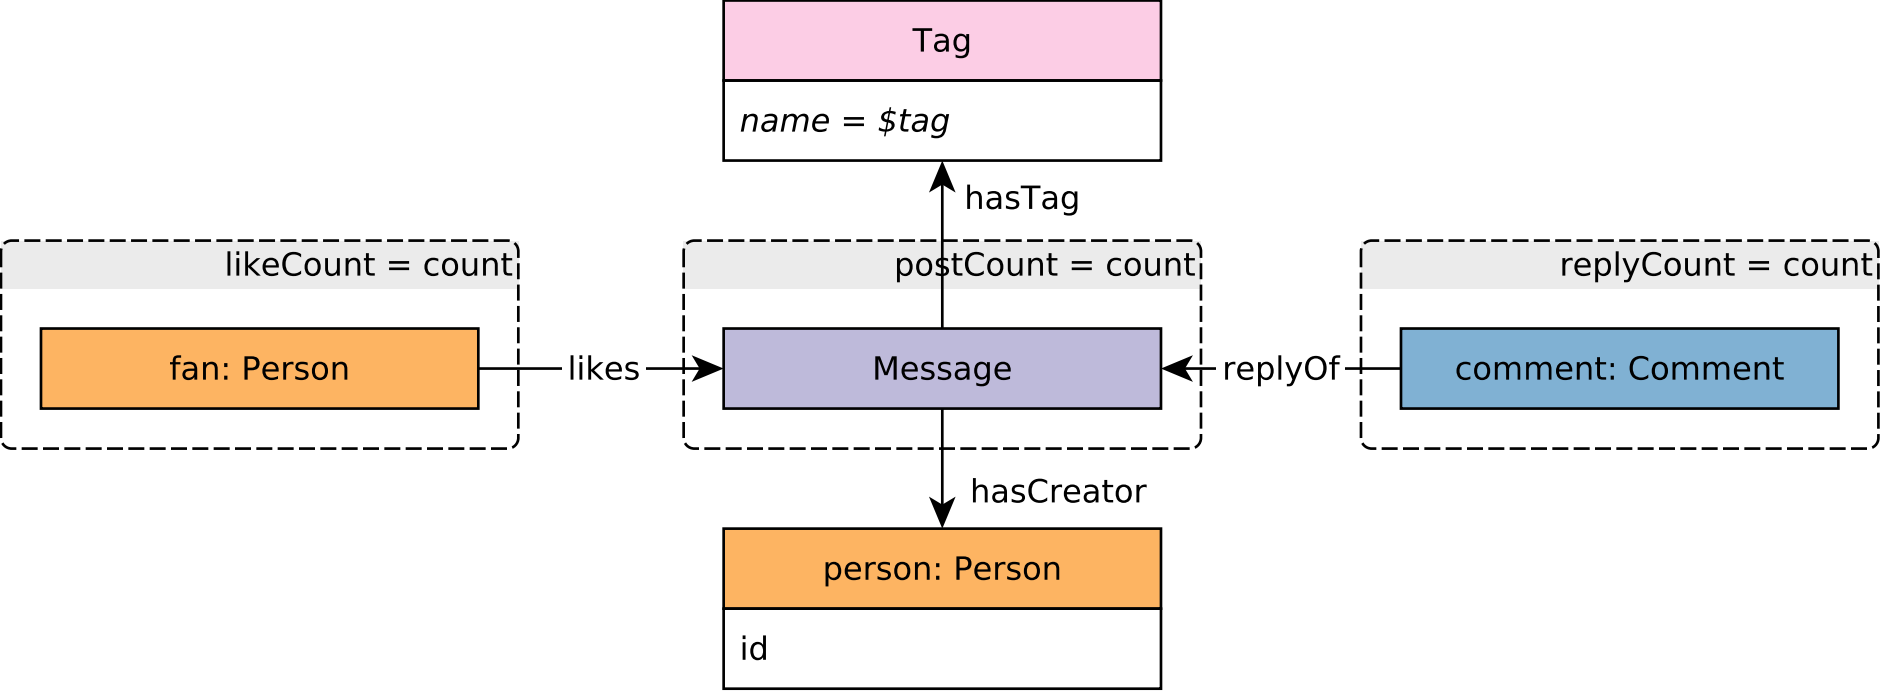 Tag
name = $tag
hasTag
likeCount = count
postCount = count
replyCount = count
fan: Person
likes
Message
replyOf
comment: Comment
hasCreator
person: Person
id